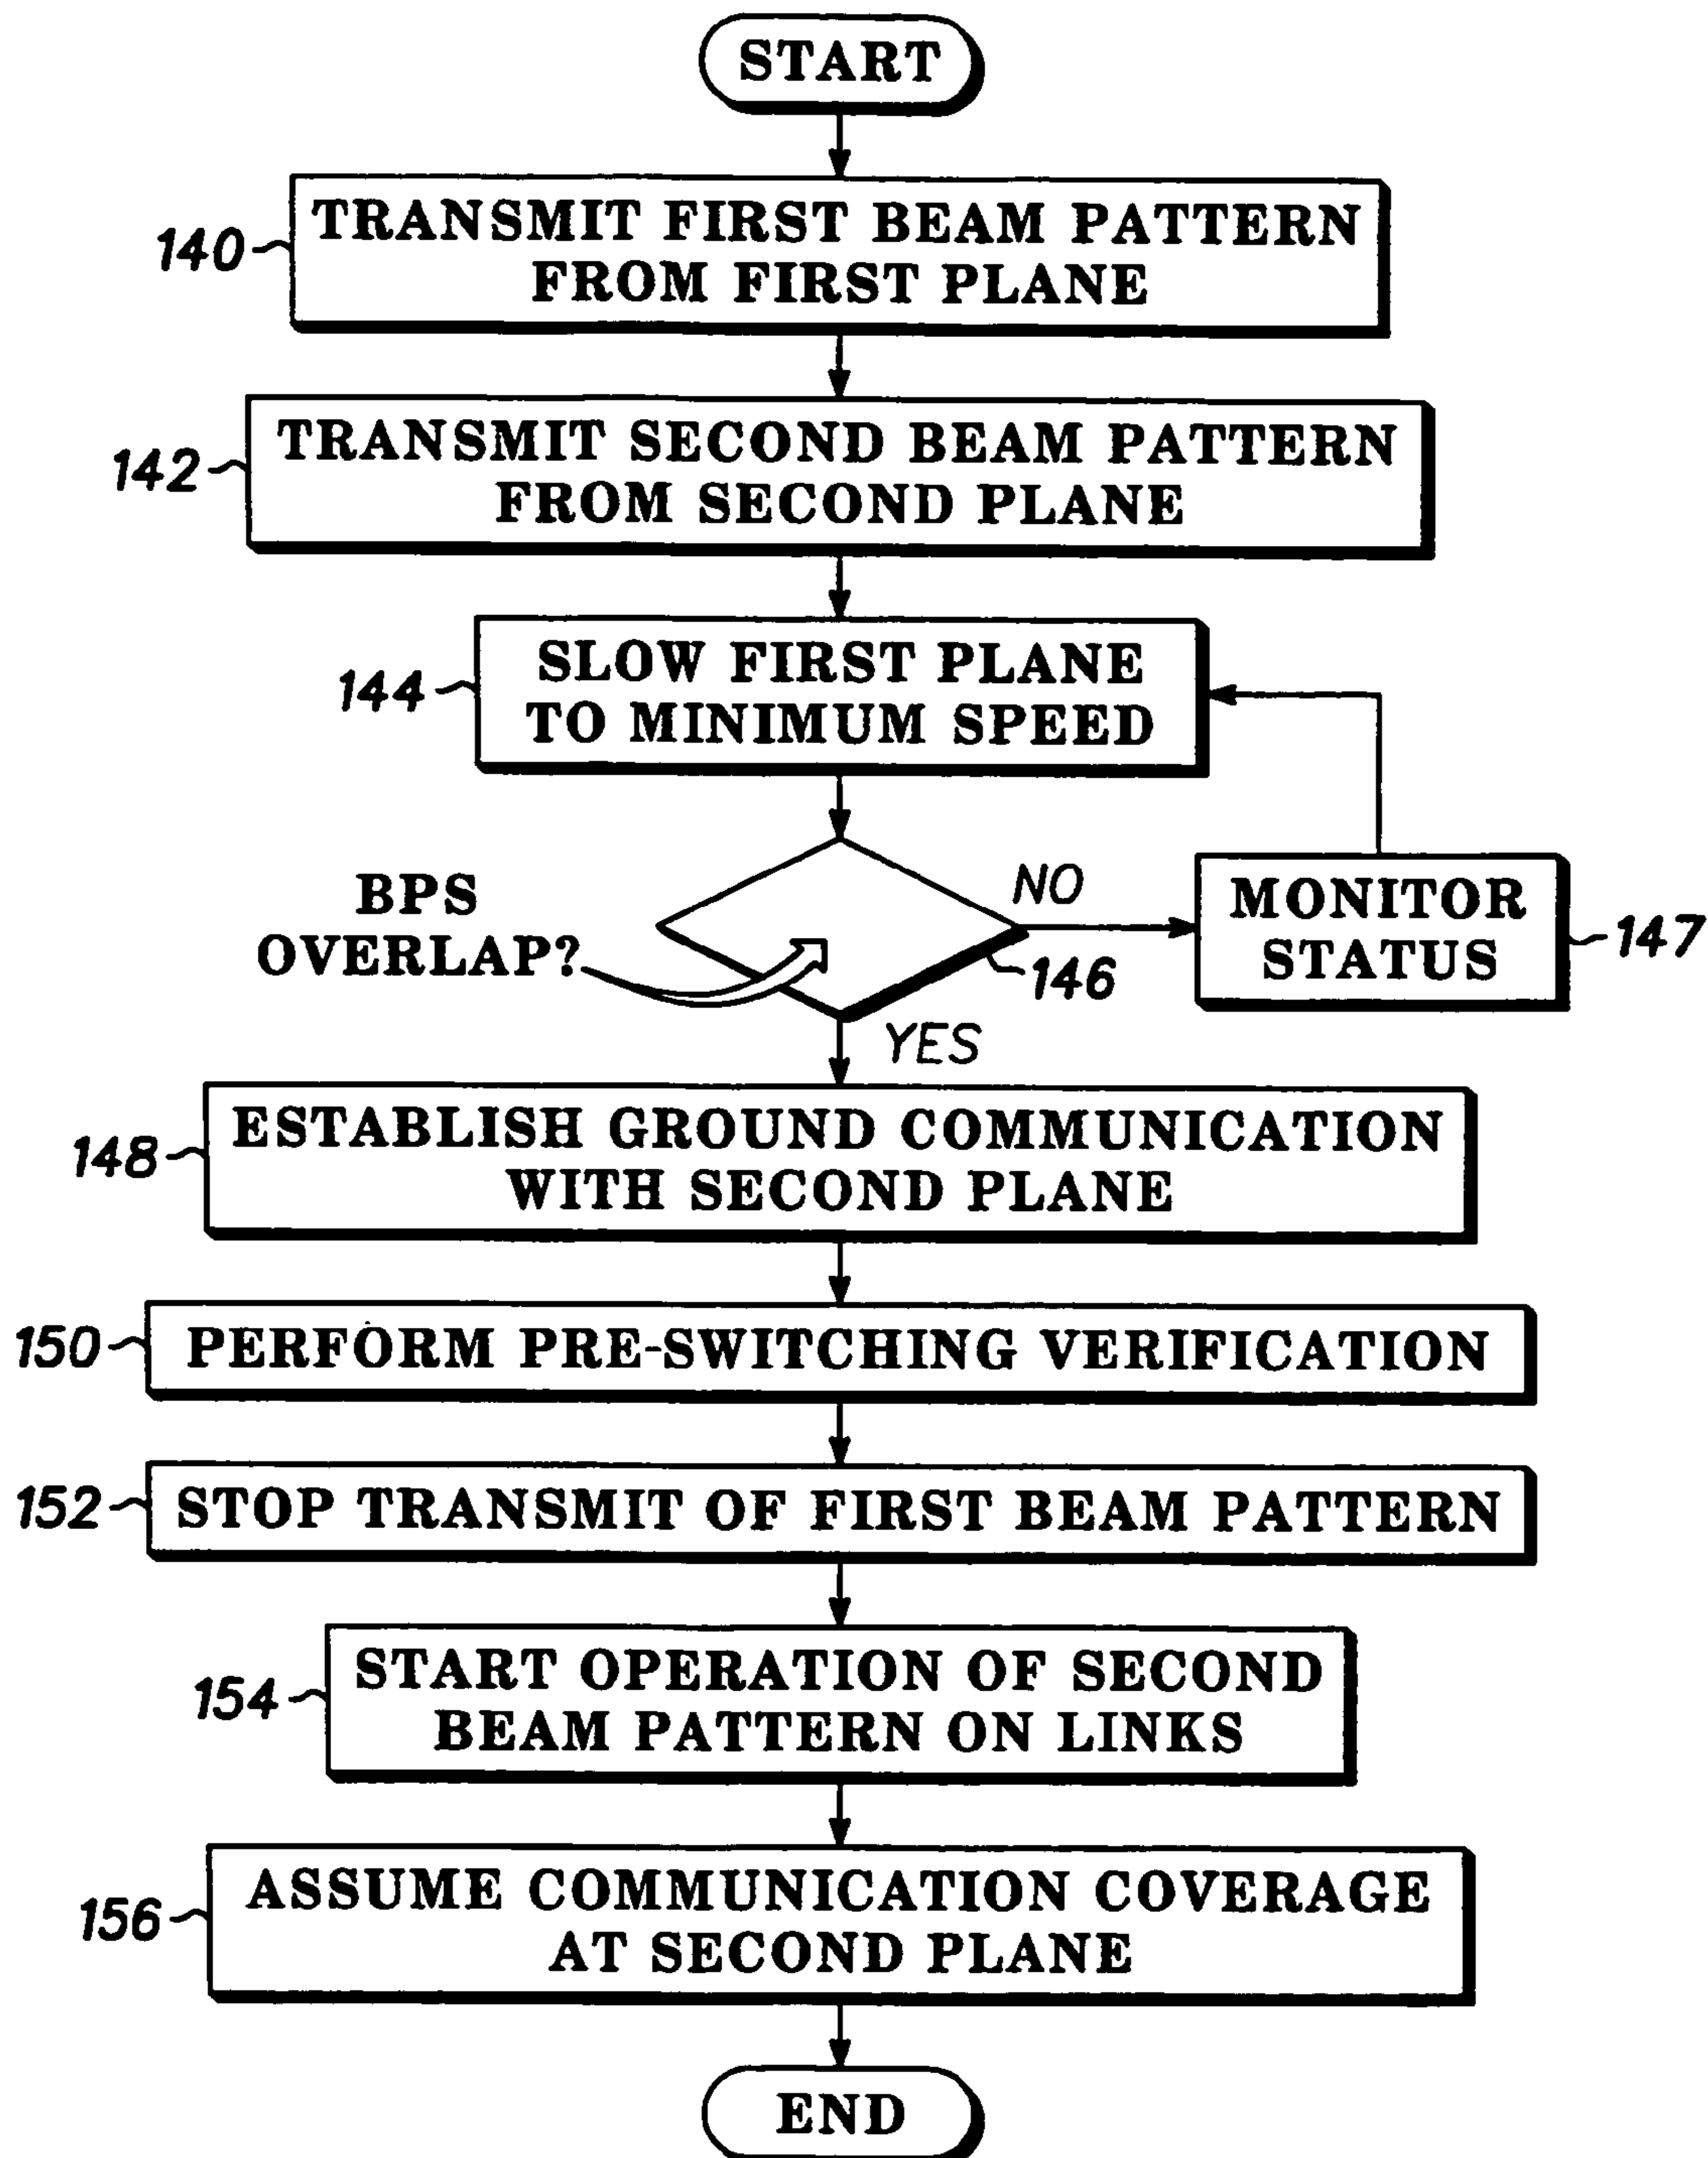 START
140
TRANSMIT FIRST BEAM PATTERN
FROM FIRST PLANE
142
TRANSMIT SECOND BEAM PATTERN
FROM SECOND PLANE
144
SLOW FIRST PLANE
TO MINIMUM SPEED
BPS
OVERLAP?
NO
146
MONITOR
STATUS
147
YES
148
ESTABLISH GROUND COMMUNICATION
WITH SECOND PLANE
150
PERFORM PRE-SWITCHING VERIFICATION
152
STOP TRANSMIT OF FIRST BEAM PATTERN
154
START OPERATION OF SECOND
BEAM PATTERN ON LINKS
156
ASSUME COMMUNICATION COVERAGE
AT SECOND PLANE
END